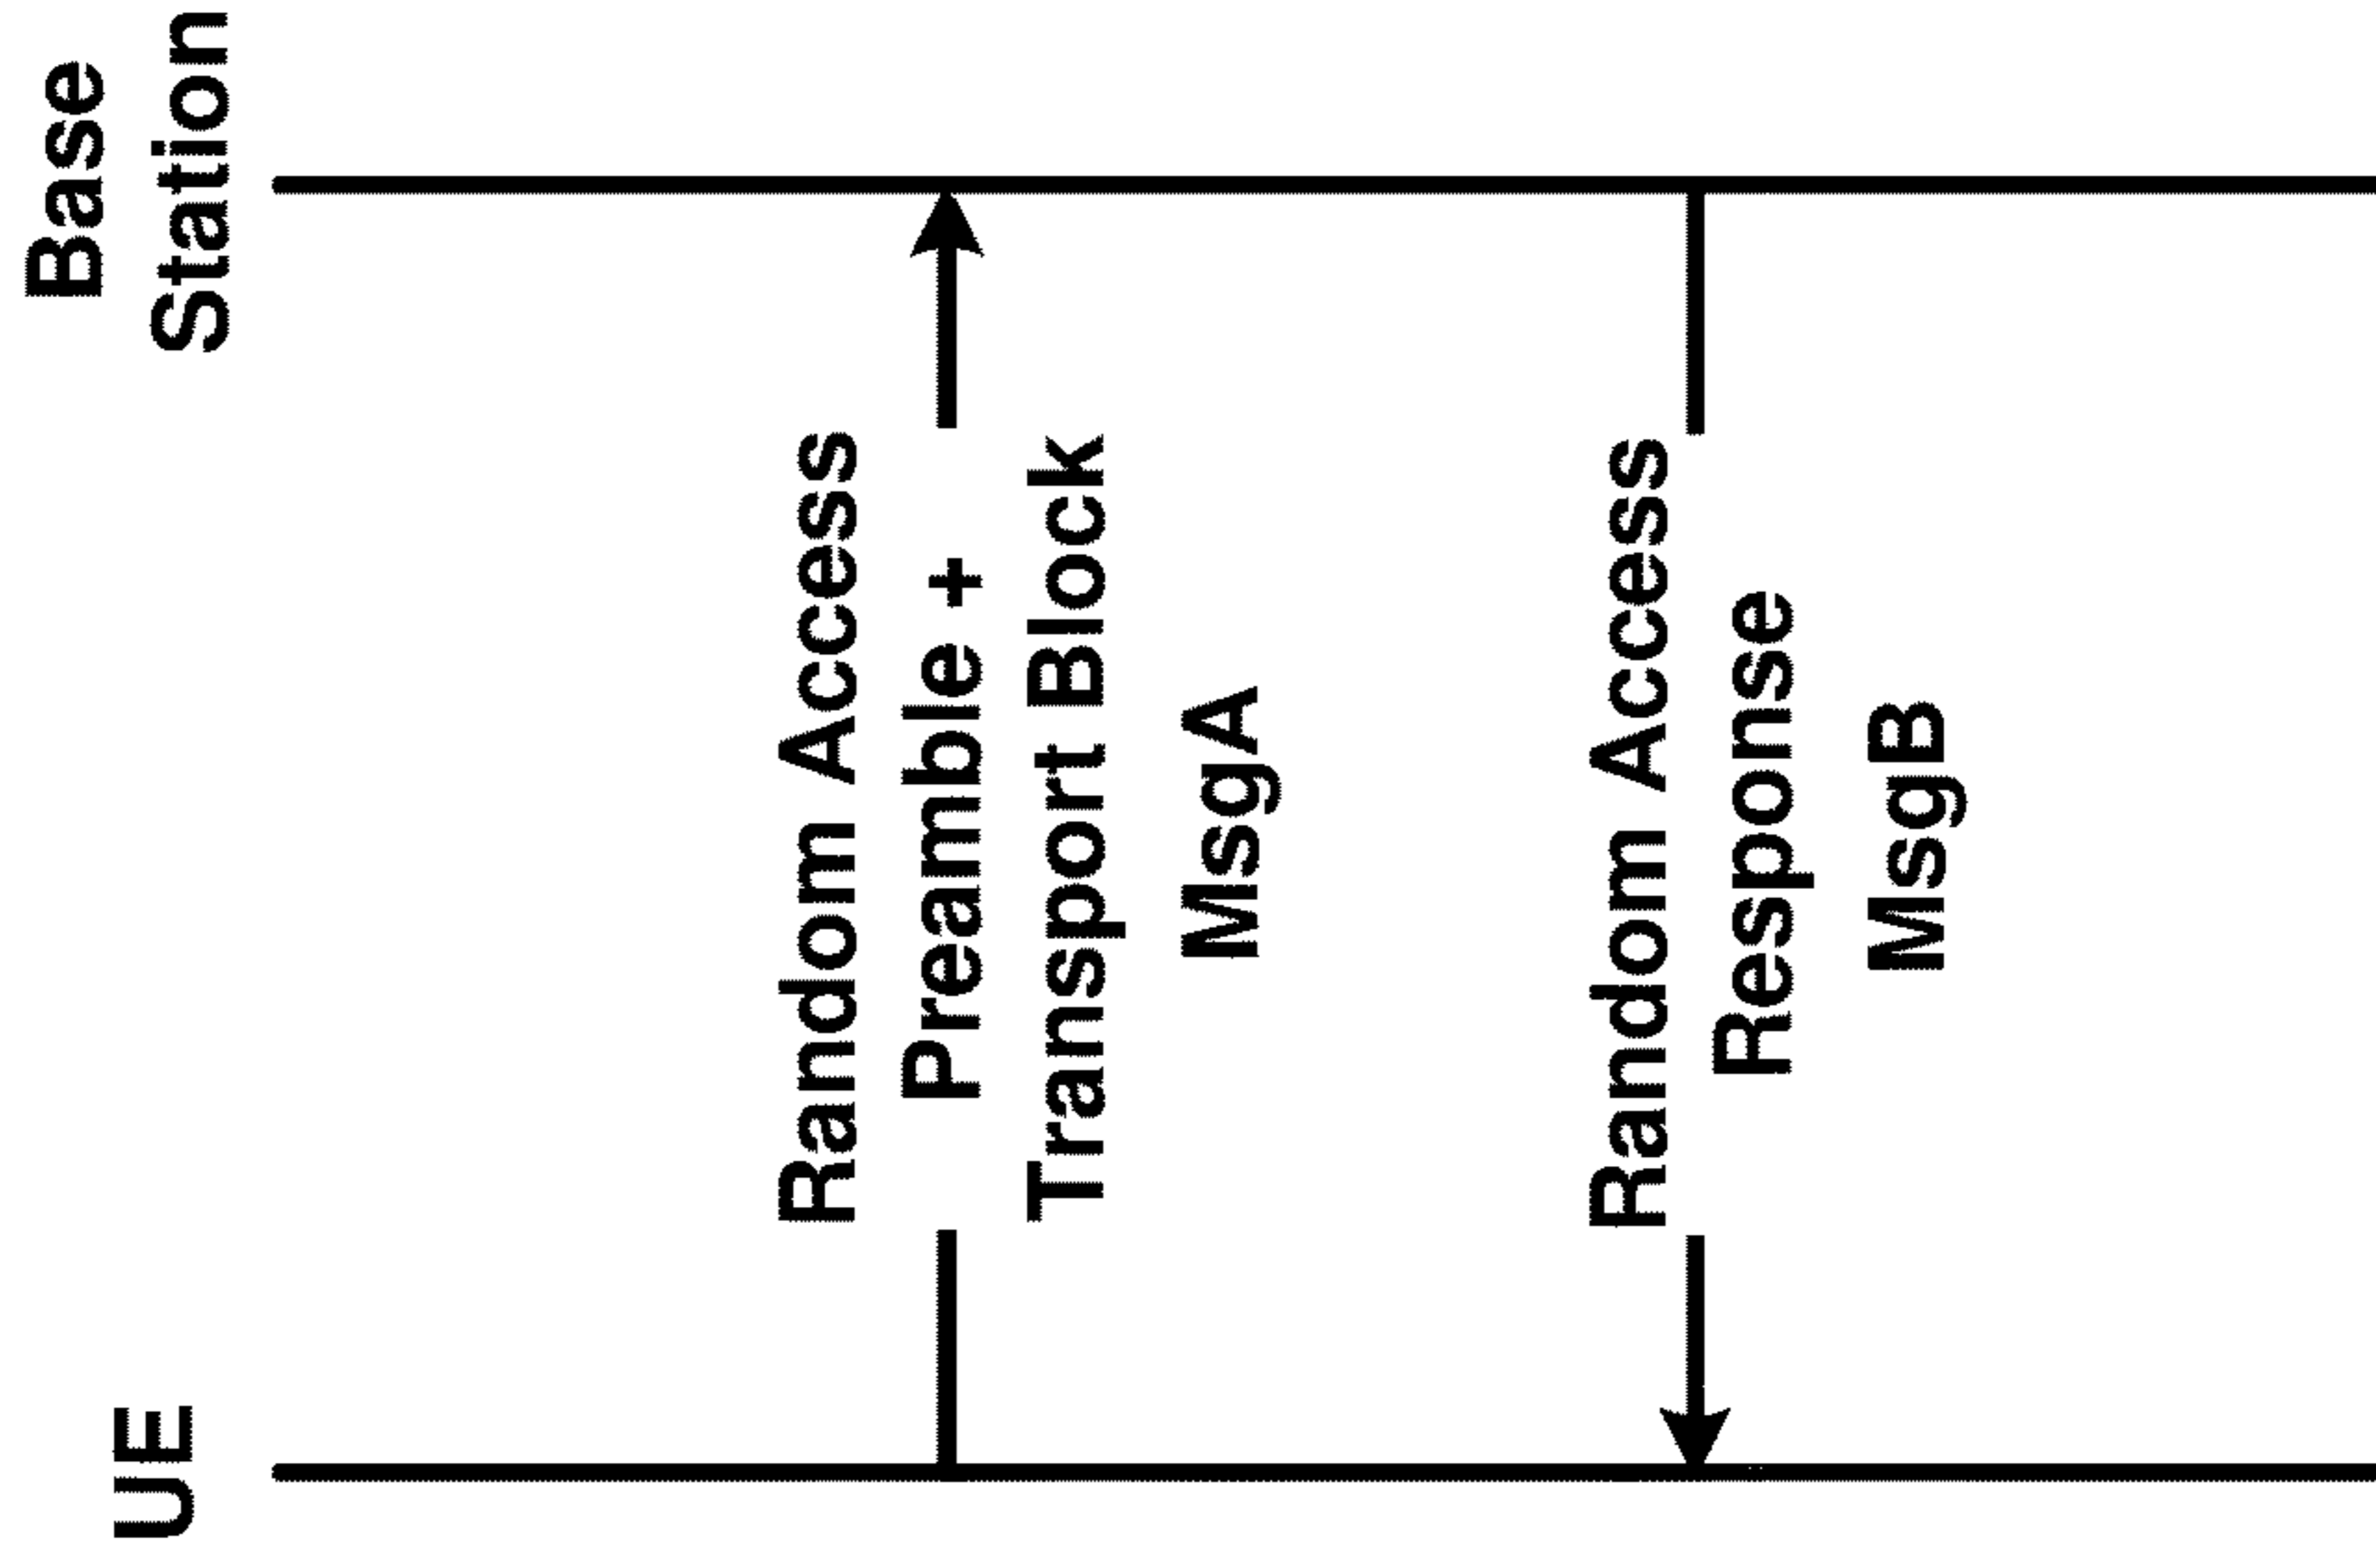 UE
Base
Station
Random Access
Preamble +
Transport Block
MsgA
Random Access
Response
MsgB